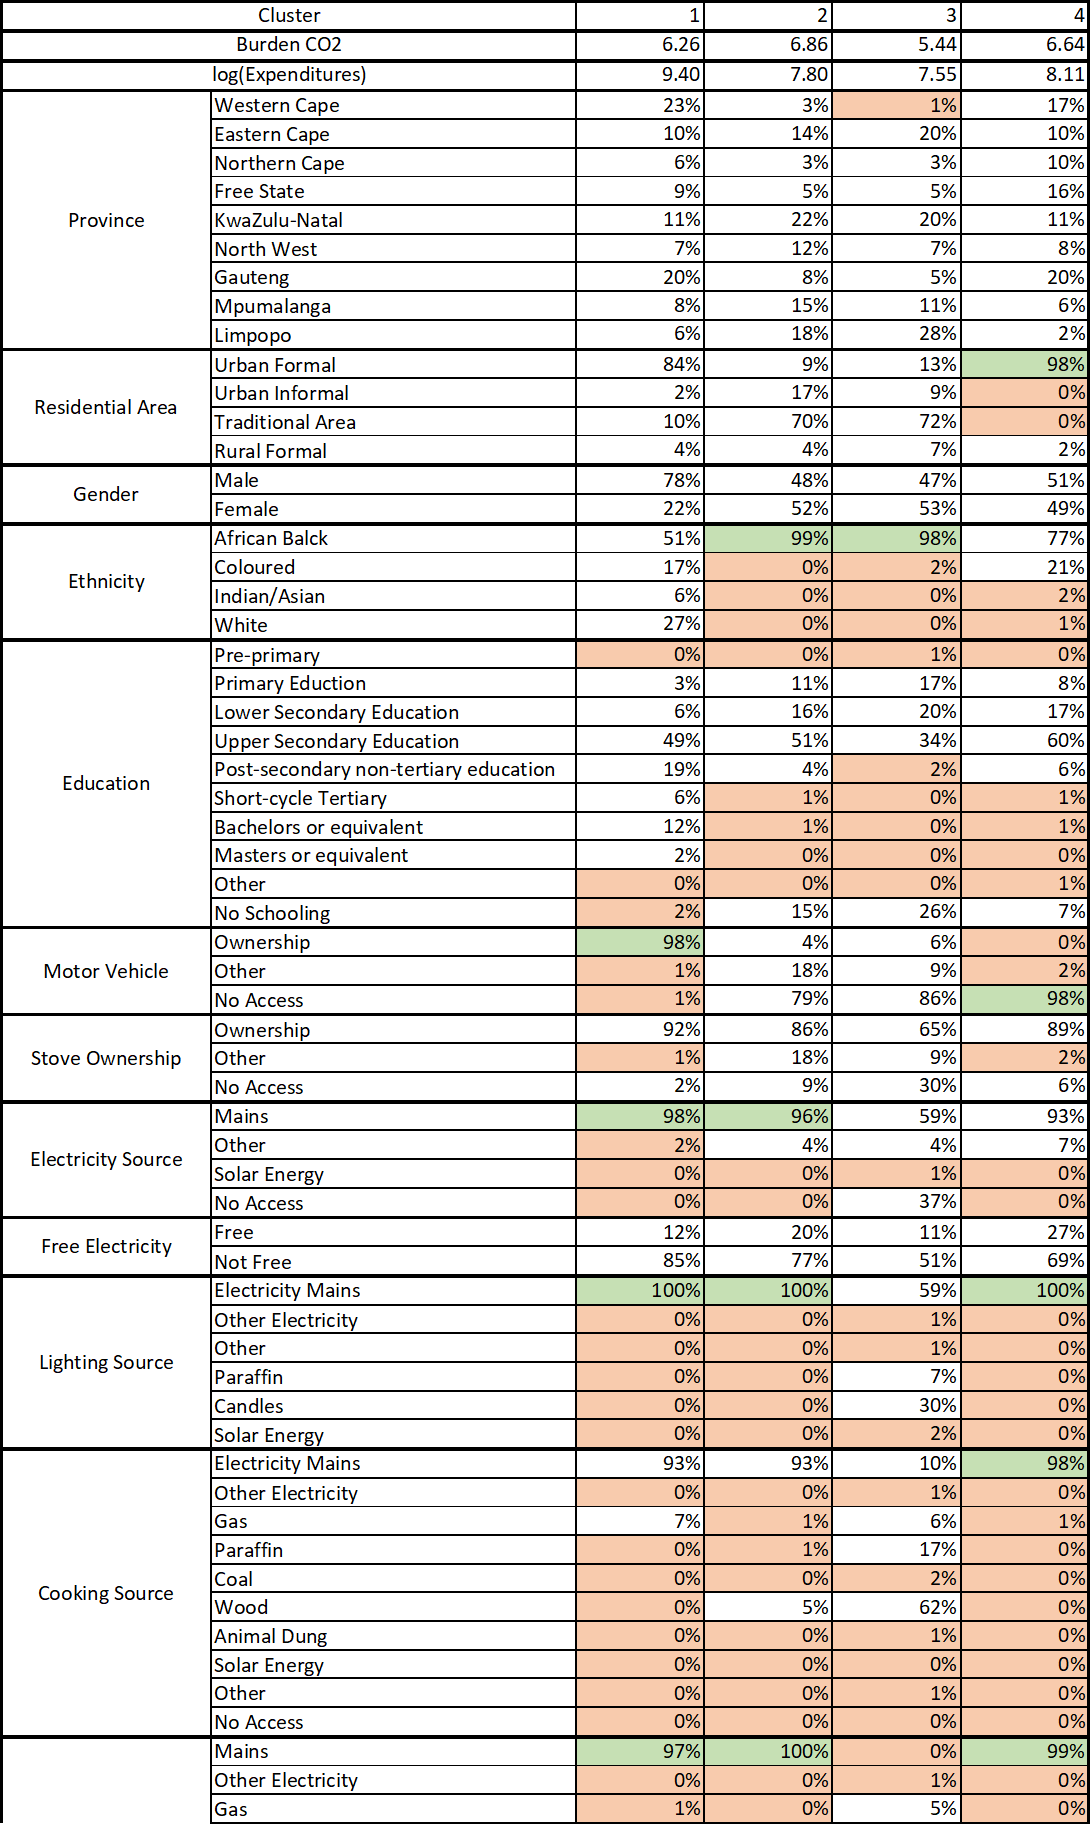 Cluster 1 2 3 4
Burden CO2 6.26 6.86 5.44 6.64
log(Expenditures) 9.40 7.80 7.55 8.11
Province
Western Cape 23% 3% 1% 17%
Eastern Cape 10% 14% 20% 10%
Northern Cape 6% 3% 3% 10%
Free State 9% 5% 5% 16%
KwaZulu-Natal 11% 22% 20% 11%
North West 7% 12% 7% 8%
Gauteng 20% 8% 5% 20%
Mpumalanga 8% 15% 11% 6%
Limpopo 6% 18% 28% 2%
Residential Area
Urban Formal 84% 9% 13% 98%
Urban Informal 2% 17% 9% 0%
Traditional Area 10% 70% 72% 0%
Rural Formal 4% 4% 7% 2%
Gender
Male 78% 48% 47% 51%
Female 22% 52% 53% 49%
Ethnicity
African Balck 51% 99% 98% 77%
Coloured 17% 0% 2% 21%
Indian/Asian 6% 0% 0% 2%
White 27% 0% 0% 1%
Education
Pre-primary 0% 0% 1% 0%
Primary Eduction 3% 11% 17% 8%
Lower Secondary Education 6% 16% 20% 17%
Upper Secondary Education 49% 51% 34% 60%
Post-secondary non-tertiary education 19% 4% 2% 6%
Short-cycle Tertiary 6% 1% 0% 1%
Bachelors or equivalent 12% 1% 0% 1%
Masters or equivalent 2% 0% 0% 0%
Other 0% 0% 0% 1%
No Schooling 2% 15% 26% 7%
Motor Vehicle
Ownership 98% 4% 6% 0%
Other 1% 18% 9% 2%
No Access 1% 79% 86% 98%
Stove Ownership
Ownership 92% 86% 65% 89%
Other 1% 18% 9% 2%
No Access 2% 9% 30% 6%
Electricity Source
Mains 98% 96% 59% 93%
Other 2% 4% 4% 7%
Solar Energy 0% 0% 1% 0%
No Access 0% 0% 37% 0%
Free Electricity
Free 12% 20% 11% 27%
Not Free 85% 77% 51% 69%
Lighting Source
Electricity Mains 100% 100% 59% 100%
Other Electricity 0% 0% 1% 0%
Other 0% 0% 1% 0%
Paraffin 0% 0% 7% 0%
Candles 0% 0% 30% 0%
Solar Energy 0% 0% 2% 0%
Cooking Source
Electricity Mains 93% 93% 10% 98%
Other Electricity 0% 0% 1% 0%
Gas 7% 1% 6% 1%
Paraffin 0% 1% 17% 0%
Coal 0% 0% 2% 0%
Wood 0% 5% 62% 0%
Animal Dung 0% 0% 1% 0%
Solar Energy 0% 0% 0% 0%
Other 0% 0% 1% 0%
No Access 0% 0% 0% 0%
Mains 97% 100% 0% 99%
Other Electricity 0% 0% 1% 0%
Gas 1% 0% 5% 0%